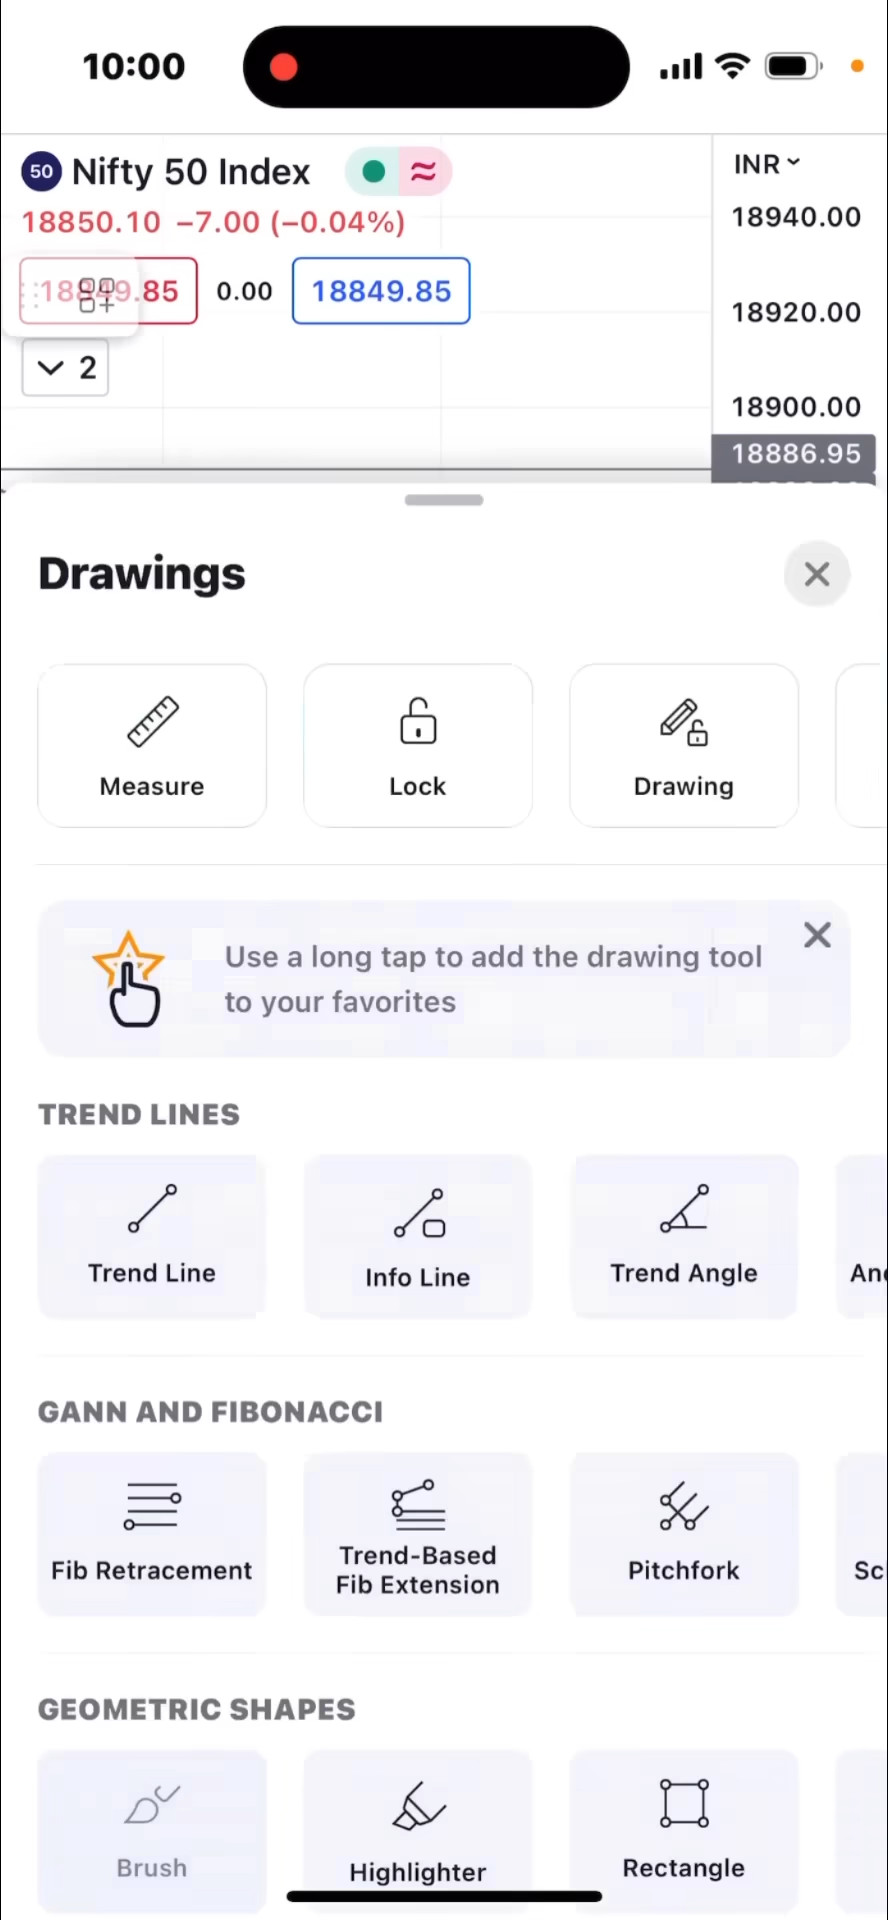 10:00
50 Nifty 50 Index
INR
18850.10 −7.00 (−0.04%)
18940.00
18849.85 0.00 18849.85
18920.00
2
18900.00
18886.95
Drawings
Measure
Lock
Drawing
Use a long tap to add the drawing tool
to your favorites
TREND LINES
Trend Line
Info Line
Trend Angle
GANN AND FIBONACCI
Fib Retracement
Trend-Based
Fib Extension
Pitchfork
GEOMETRIC SHAPES
Brush
Highlighter
Rectangle